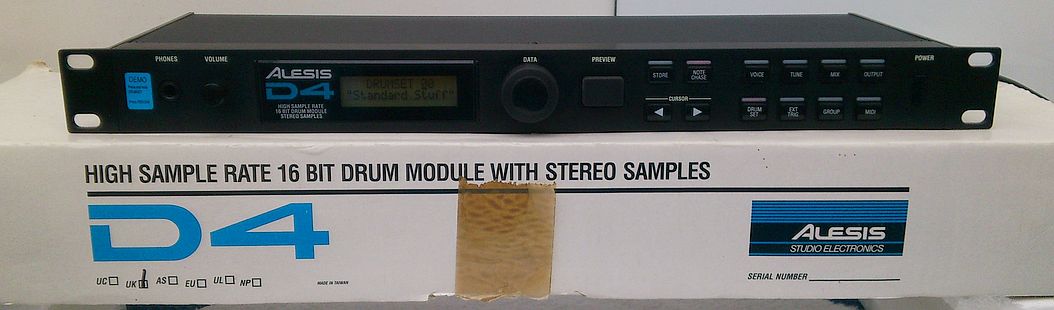 PHONES
VOLUME
DATA
PREVIEW
POWER
DEMO
ALESIS
D4
HIGH SAMPLE RATE
16 BIT DRUM MODULE
STEREO SAMPLES
DRUMSET 00
"Standard Stuff"
STORE
NOTE
CHASE
VOICE
TUNE
MIX
OUTPUT
CURSOR
DRUM
SET
EXT
TRIG
GROUP
MIDI
HIGH SAMPLE RATE 16 BIT DRUM MODULE WITH STEREO SAMPLES
D4
ALESIS
STUDIO ELECTRONICS
UC UK AS EU UL NP
MADE IN TAIWAN
SERIAL NUMBER